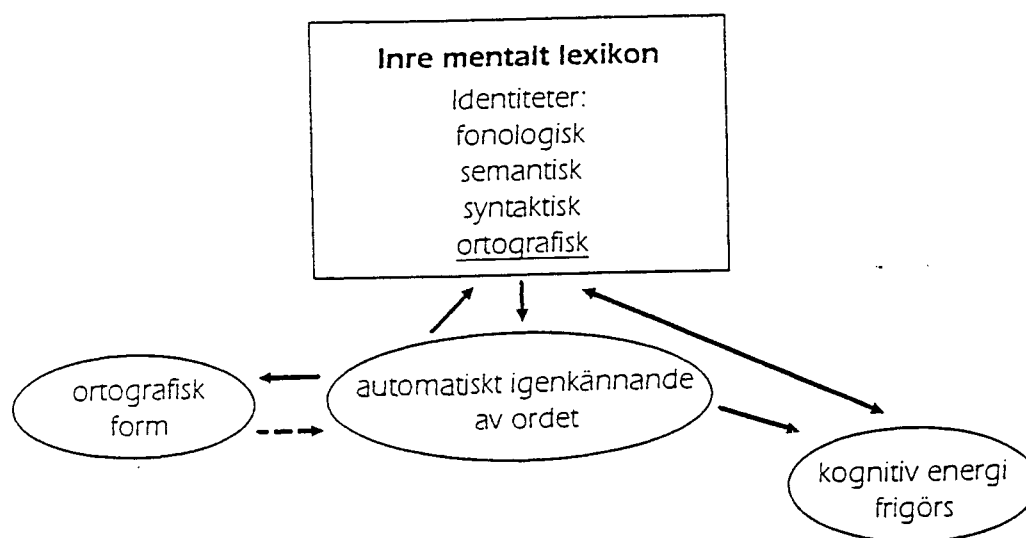 Inre mentalt lexikon
Identiteter:
fonologisk
semantisk
syntaktisk
ortografisk
ortografisk
form
automatiskt igenkännande
av ordet
kognitiv energi
frigörs